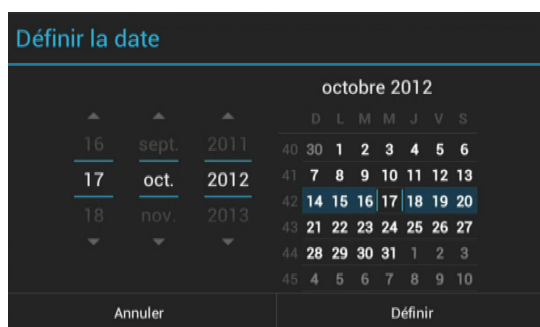 Définir la date
16 sept. 2011
17 oct. 2012
18 nov. 2013
octobre 2012
D L M M J V S
40 30 1 2 3 4 5 6
41 7 8 9 10 11 12 13
42 14 15 16 17 18 19 20
43 21 22 23 24 25 26 27
44 28 29 30 31 1 2 3
45 4 5 6 7 8 9 10
Annuler Définir